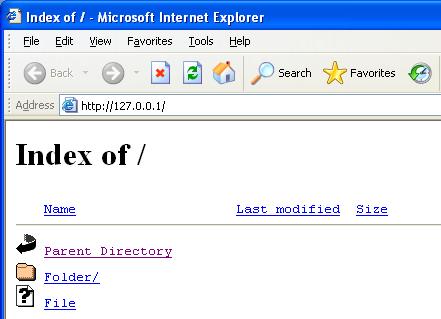 Index of / - Microsoft Internet Explorer
File Edit View Favorites Tools Help
Back Search Favorites
Address http://127.0.0.1/
Index of /
Name Last modified Size
Parent Directory
Folder/
File